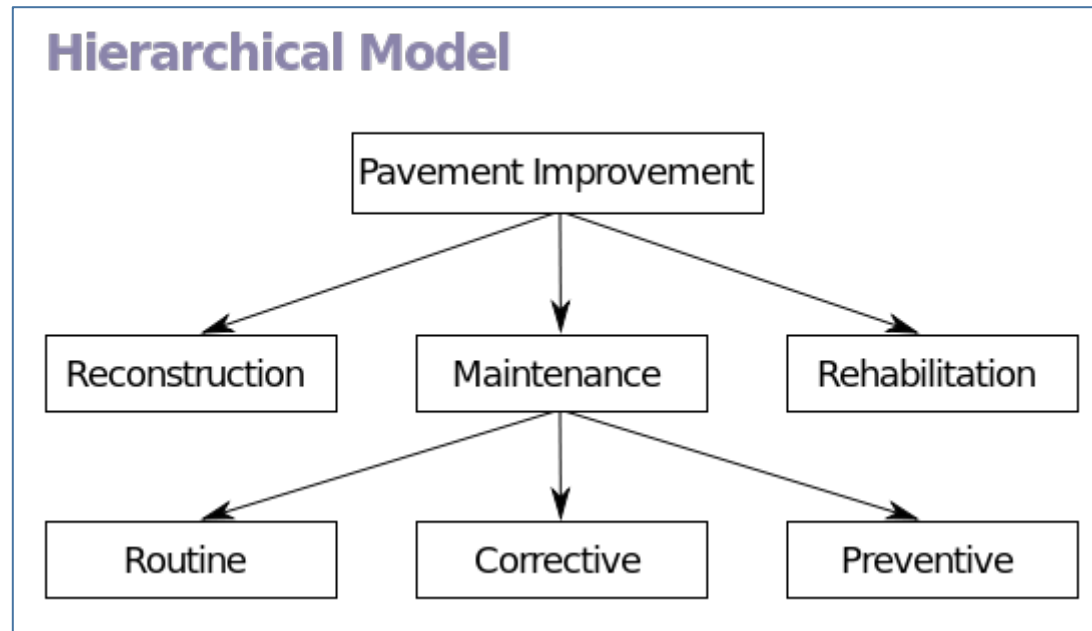 Hierarchical Model
Pavement Improvement
Reconstruction
Maintenance
Rehabilitation
Routine
Corrective
Preventive